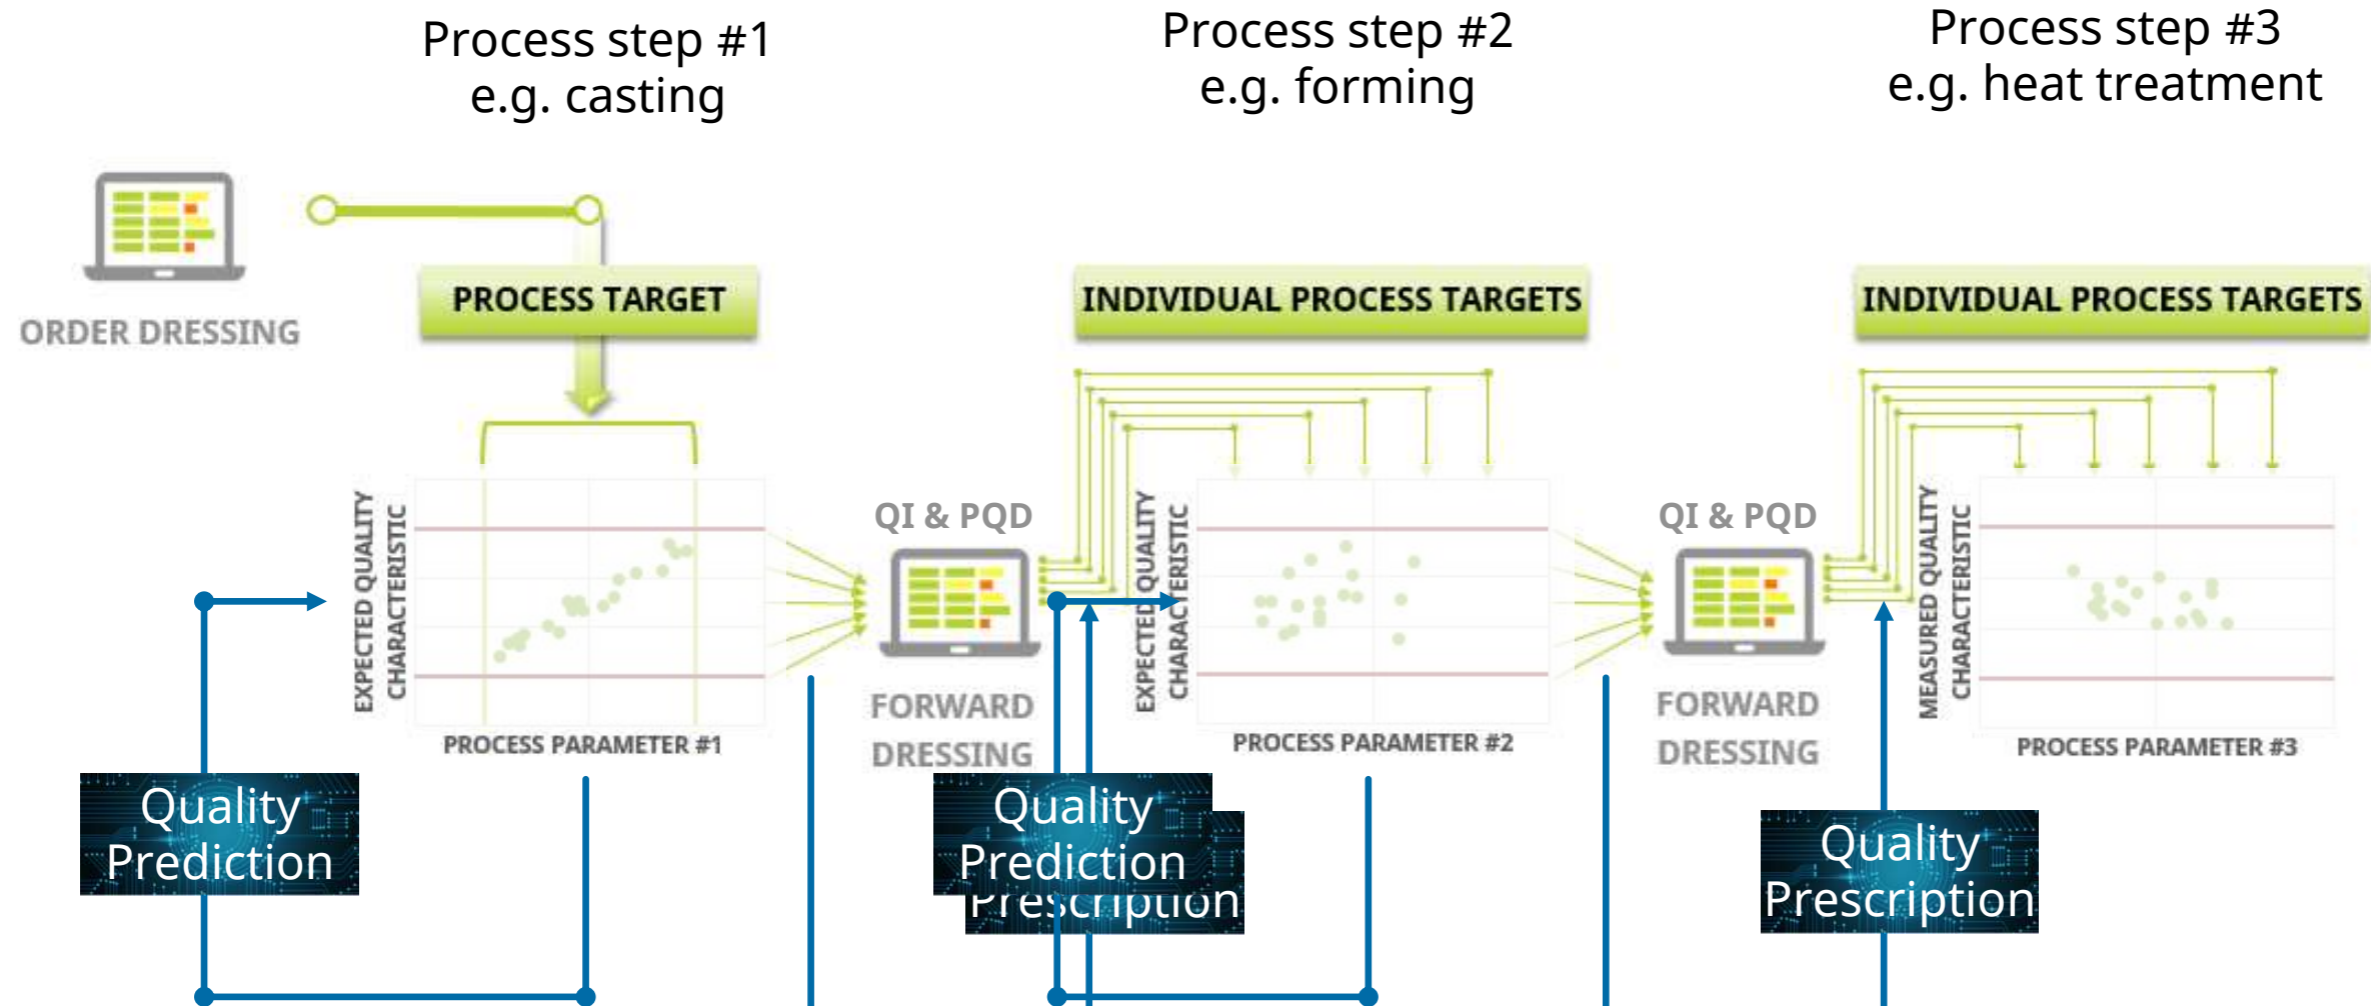 Process step #1
e.g. casting
Process step #2
e.g. forming
Process step #3
e.g. heat treatment
ORDER DRESSING
PROCESS TARGET
INDIVIDUAL PROCESS TARGETS
INDIVIDUAL PROCESS TARGETS
EXPECTED QUALITY
CHARACTERISTIC
PROCESS PARAMETER #1
QI & PQD
FORWARD
DRESSING
EXPECTED QUALITY
CHARACTERISTIC
PROCESS PARAMETER #2
QI & PQD
FORWARD
DRESSING
MEASURED QUALITY
CHARACTERISTIC
PROCESS PARAMETER #3
Quality
Prediction
Quality
Prediction
Prescription
Quality
Prescription